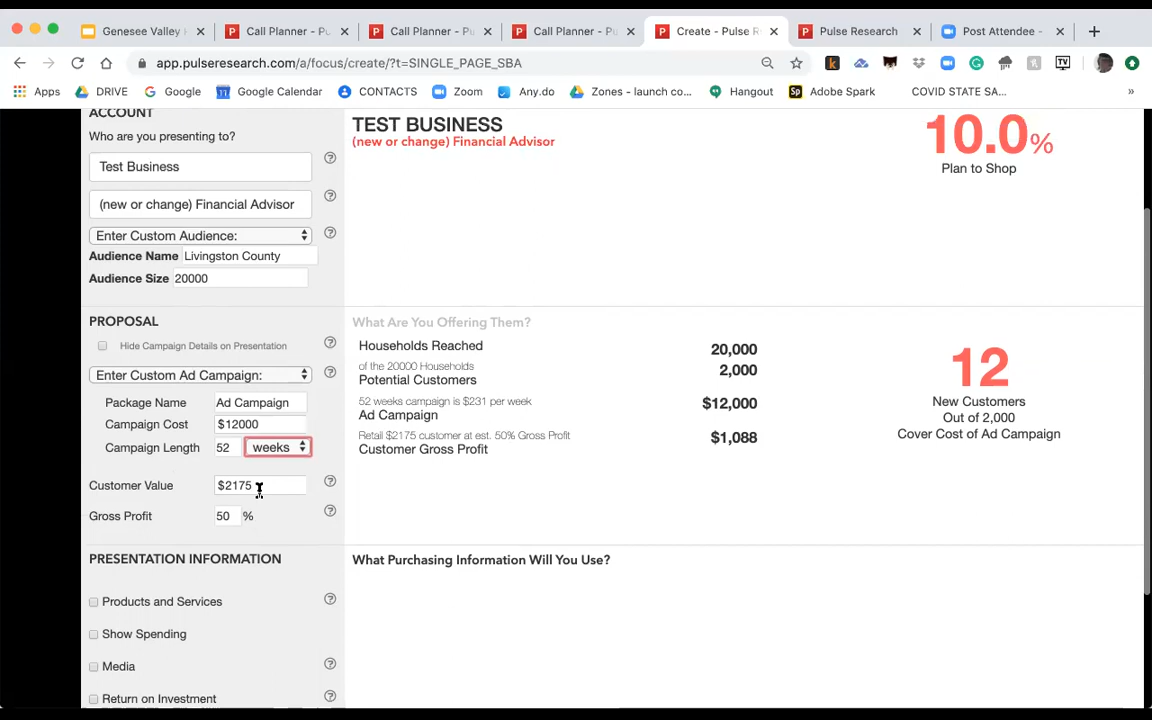 Genesee Valley
Call Planner - Pu
Call Planner - Pu
Call Planner - Pu
Create - Pulse R
Pulse Research
Post Attendee -
app.pulseresearch.com/a/focus/create/?t=SINGLE_PAGE_SBA
Apps
DRIVE
Google
Google Calendar
CONTACTS
Zoom
Any.do
Zones - launch co...
Hangout
Adobe Spark
COVID STATE SA...
»
ACCOUNT
Who are you presenting to?
Test Business
(new or change) Financial Advisor
Enter Custom Audience:
Audience Name Livingston County
Audience Size 20000
TEST BUSINESS
(new or change) Financial Advisor
10.0%
Plan to Shop
PROPOSAL
Hide Campaign Details on Presentation
Enter Custom Ad Campaign:
Package Name Ad Campaign
Campaign Cost $12000
Campaign Length 52 weeks
Customer Value $2175
Gross Profit 50 %
What Are You Offering Them?
Households Reached 20,000
of the 20000 Households
Potential Customers 2,000
52 weeks campaign is $231 per week
Ad Campaign $12,000
Retail $2175 customer at est. 50% Gross Profit
Customer Gross Profit $1,088
12
New Customers
Out of 2,000
Cover Cost of Ad Campaign
PRESENTATION INFORMATION
Products and Services
Show Spending
Media
Return on Investment
What Purchasing Information Will You Use?